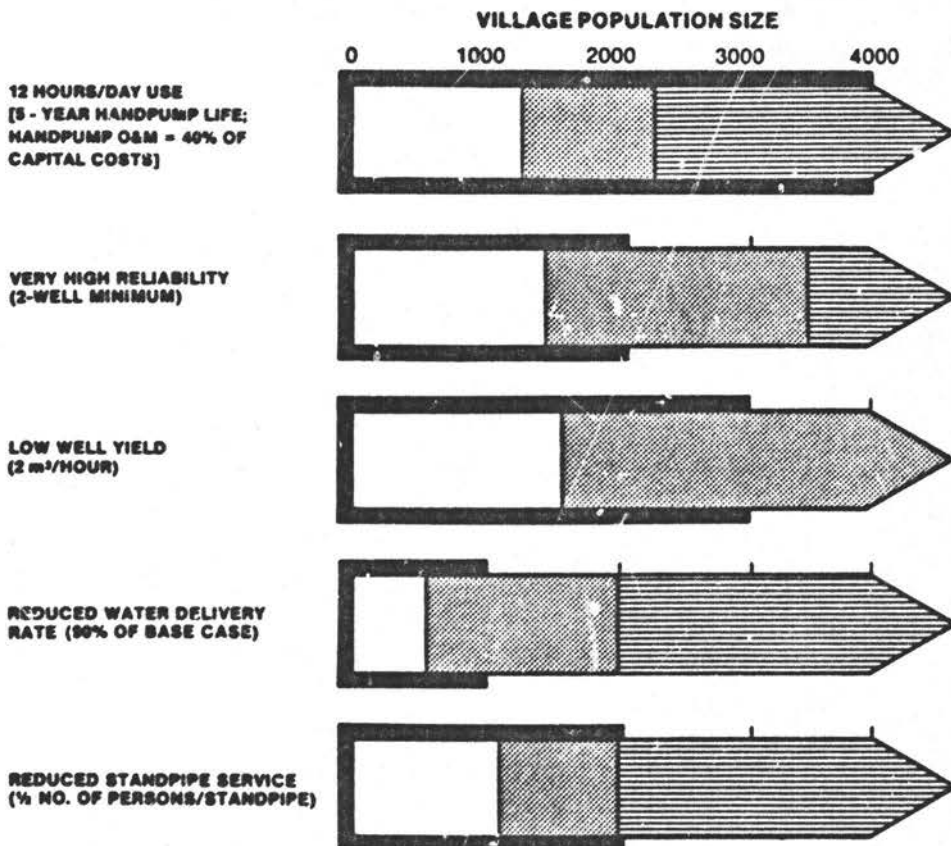 VILLAGE POPULATION SIZE
0 1000 2000 3000 4000
12 HOURS/DAY USE
[5 - YEAR HANDPUMP LIFE;
HANDPUMP O&M = 40% OF
CAPITAL COSTS]
VERY HIGH RELIABILITY
(2-WELL MINIMUM)
LOW WELL YIELD
(2 m³/HOUR)
REDUCED WATER DELIVERY
RATE (50% OF BASE CASE)
REDUCED STANDPIPE SERVICE
(½ NO. OF PERSONS/STANDPIPE)